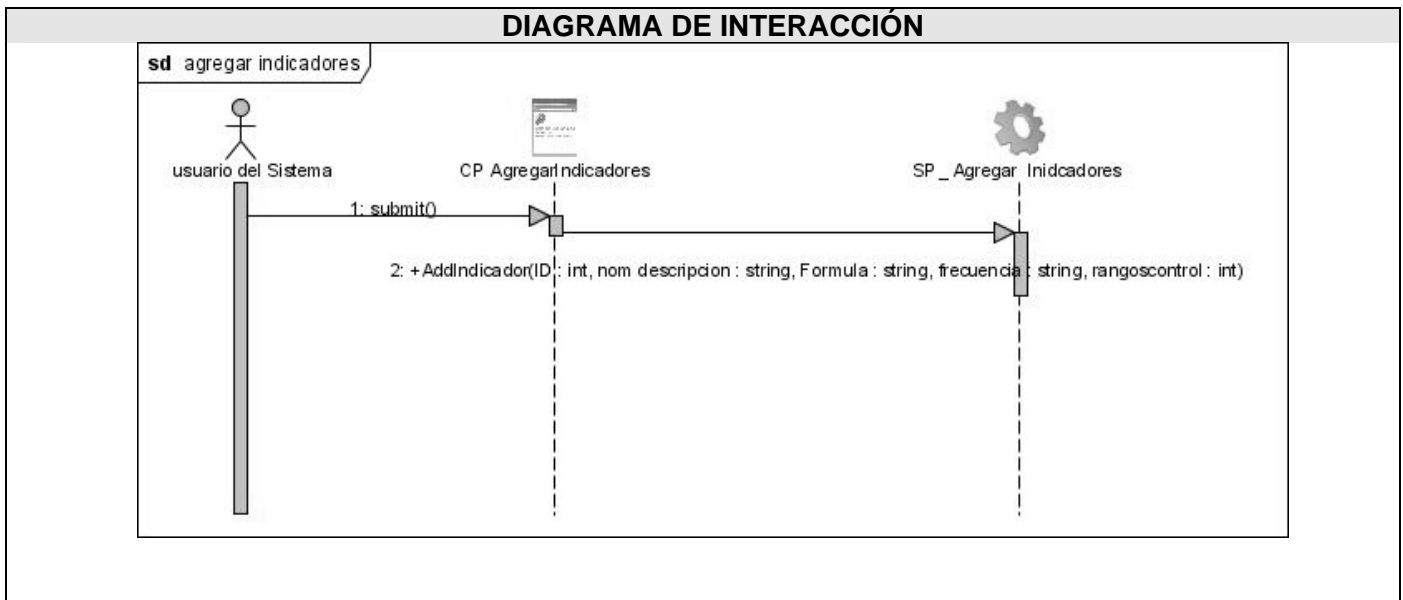 DIAGRAMA DE INTERACCIÓN
sd agregar indicadores
usuario del Sistema
CP AgregarIndicadores
SP_ Agregar Inidcadores
1: submit()
2: +AddIndicador(ID : int, nom descripcion : string, Formula : string, frecuencia : string, rangoscontrol : int)